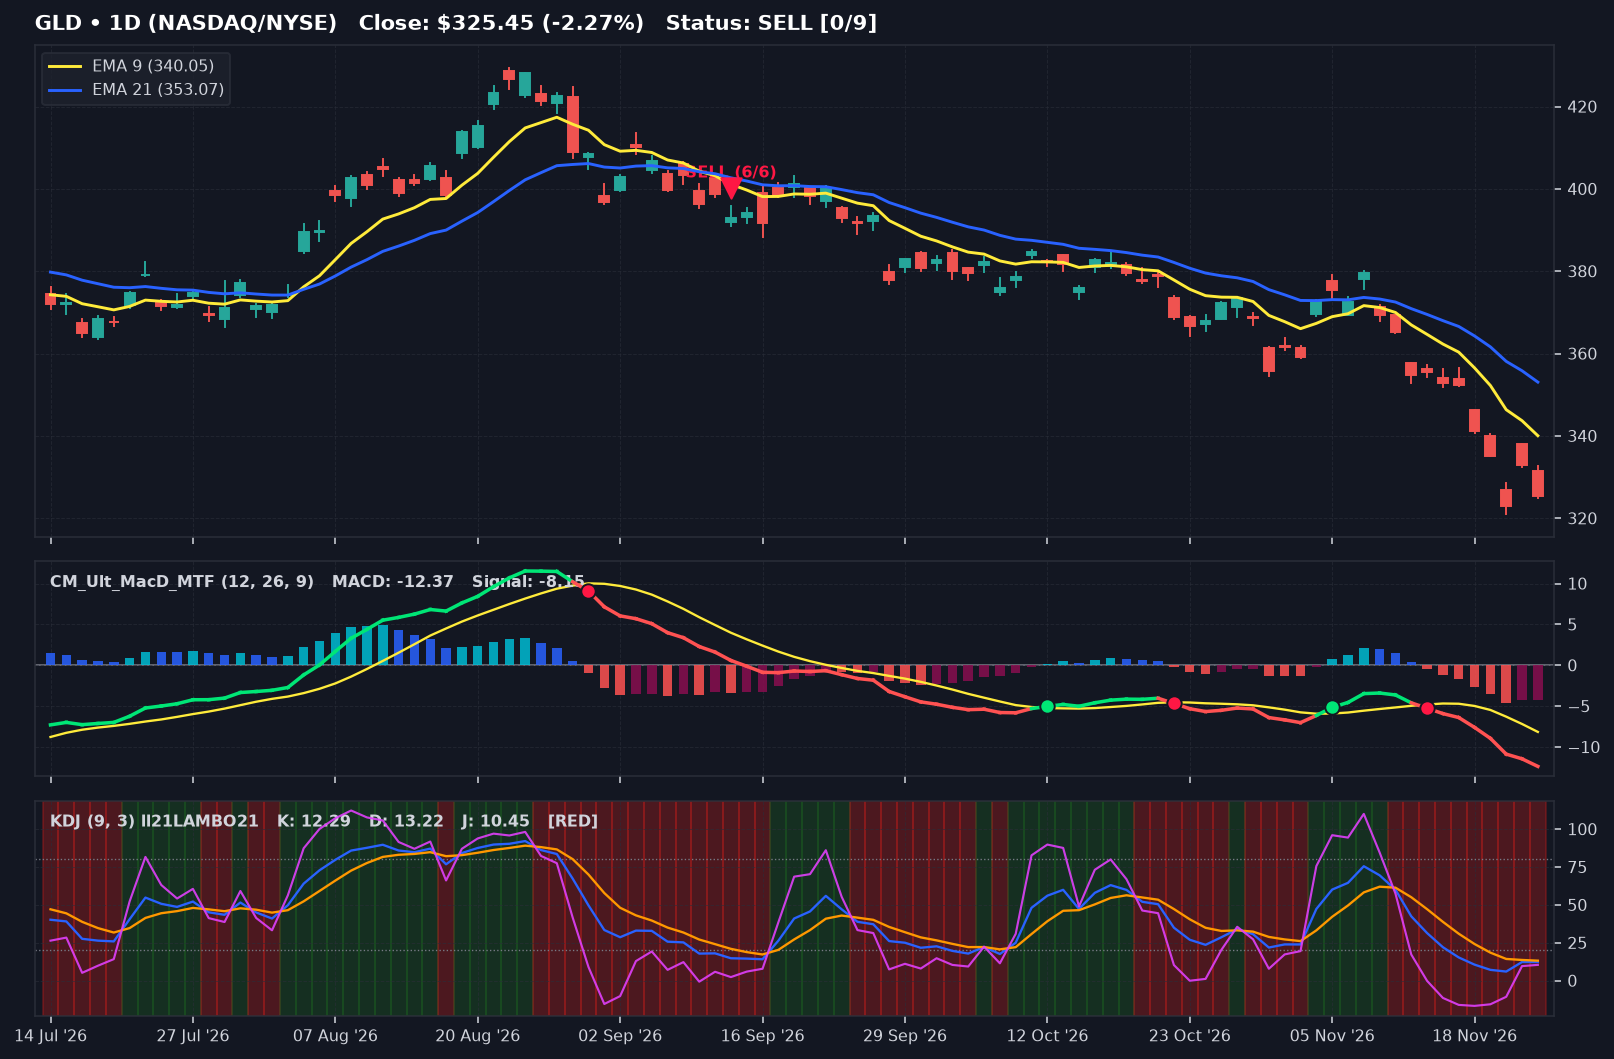 GLD • 1D (NASDAQ/NYSE) Close: $325.45 (-2.27%) Status: SELL [0/9]
EMA 9 (340.05)
EMA 21 (353.07)
420
SELL (6/6)
400
380
360
340
320
CM_Ult_MacD_MTF (12, 26, 9) MACD: -12.37 Signal: -8.15
10
5
0
−5
−10
KDJ (9, 3) II21LAMBO21 K: 12.29 D: 13.22 J: 10.45 [RED]
100
75
50
25
0
14 Jul '26 27 Jul '26 07 Aug '26 20 Aug '26 02 Sep '26 16 Sep '26 29 Sep '26 12 Oct '26 23 Oct '26 05 Nov '26 18 Nov '26